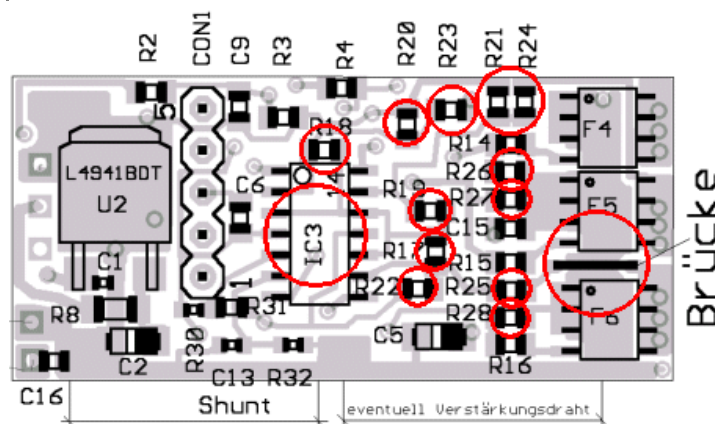 R2
CON1
C9
R3
R4
R20
R23
R21
R24
5
R18
R14
F4
L4941BDT
U2
14
R26
C6
R19
R27
F5
C15
IC3
R17
Brücke
C1
1
R15
R22
R25
R8
R31
R28
F6
C2
R30
C5
C13
R32
R16
C16
Shunt
eventuell Verstärkungsdraht